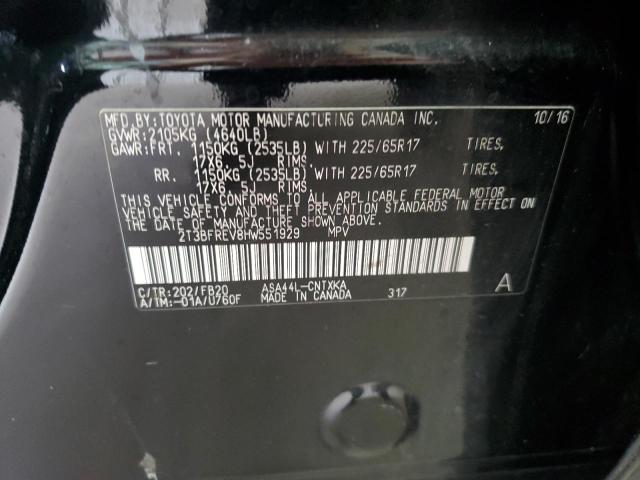 MFD.BY:TOYOTA MOTOR MANUFACTURING CANADA INC. 10/16
GVWR:2105KG (4640LB)
GAWR:FRT. 1150KG (2535LB) WITH 225/65R17 TIRES,
17X6.5J RIMS,
RR. 1150KG (2535LB) WITH 225/65R17 TIRES,
17X6.5J RIMS,
THIS VEHICLE CONFORMS TO ALL APPLICABLE FEDERAL MOTOR
VEHICLE SAFETY AND THEFT PREVENTION STANDARDS IN EFFECT ON
THE DATE OF MANUFACTURE SHOWN ABOVE.
2T3BFREV8HW551929 MPV
C/TR:202/FB20 ASA44L-CNTXKA 317 A
A/TM:-01A/U760F MADE IN CANADA